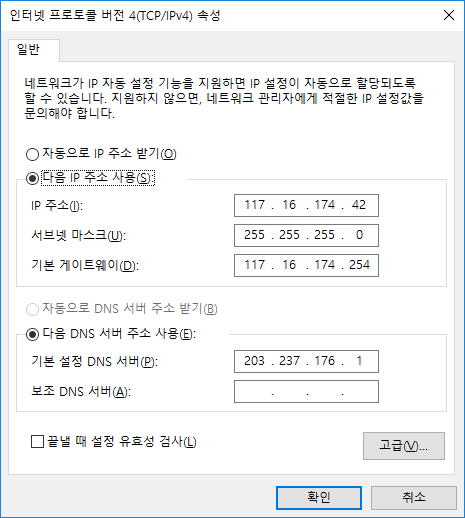 인터넷 프로토콜 버전 4(TCP/IPv4) 속성
일반
네트워크가 IP 자동 설정 기능을 지원하면 IP 설정이 자동으로 할당되도록
할 수 있습니다. 지원하지 않으면, 네트워크 관리자에게 적절한 IP 설정값을
문의해야 합니다.
자동으로 IP 주소 받기(O)
다음 IP 주소 사용(S):
IP 주소(I): 117 . 16 . 174 . 42
서브넷 마스크(U): 255 . 255 . 255 . 0
기본 게이트웨이(D): 117 . 16 . 174 . 254
자동으로 DNS 서버 주소 받기(B)
다음 DNS 서버 주소 사용(E):
기본 설정 DNS 서버(P): 203 . 237 . 176 . 1
보조 DNS 서버(A): . . .
끝낼 때 설정 유효성 검사(L)
고급(V)...
확인 취소